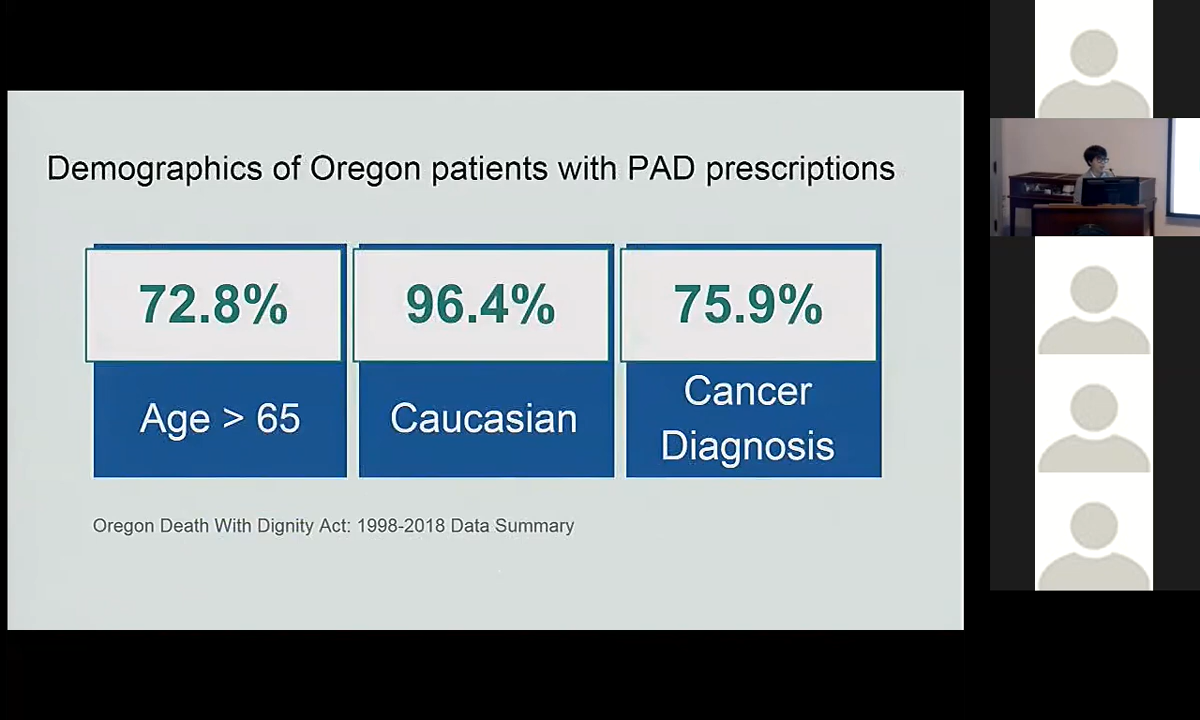 Demographics of Oregon patients with PAD prescriptions
72.8%
Age > 65
96.4%
Caucasian
75.9%
Cancer
Diagnosis
Oregon Death With Dignity Act: 1998-2018 Data Summary